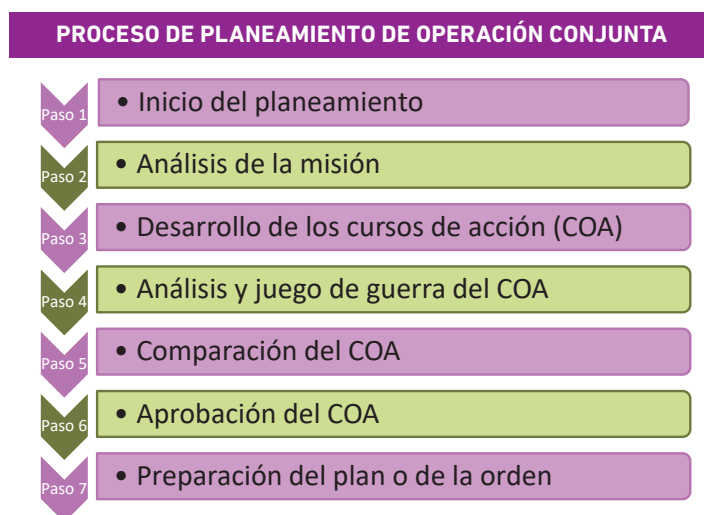 PROCESO DE PLANEAMIENTO DE OPERACIÓN CONJUNTA
Paso 1
• Inicio del planeamiento
Paso 2
• Análisis de la misión
Paso 3
• Desarrollo de los cursos de acción (COA)
Paso 4
• Análisis y juego de guerra del COA
Paso 5
• Comparación del COA
Paso 6
• Aprobación del COA
Paso 7
• Preparación del plan o de la orden